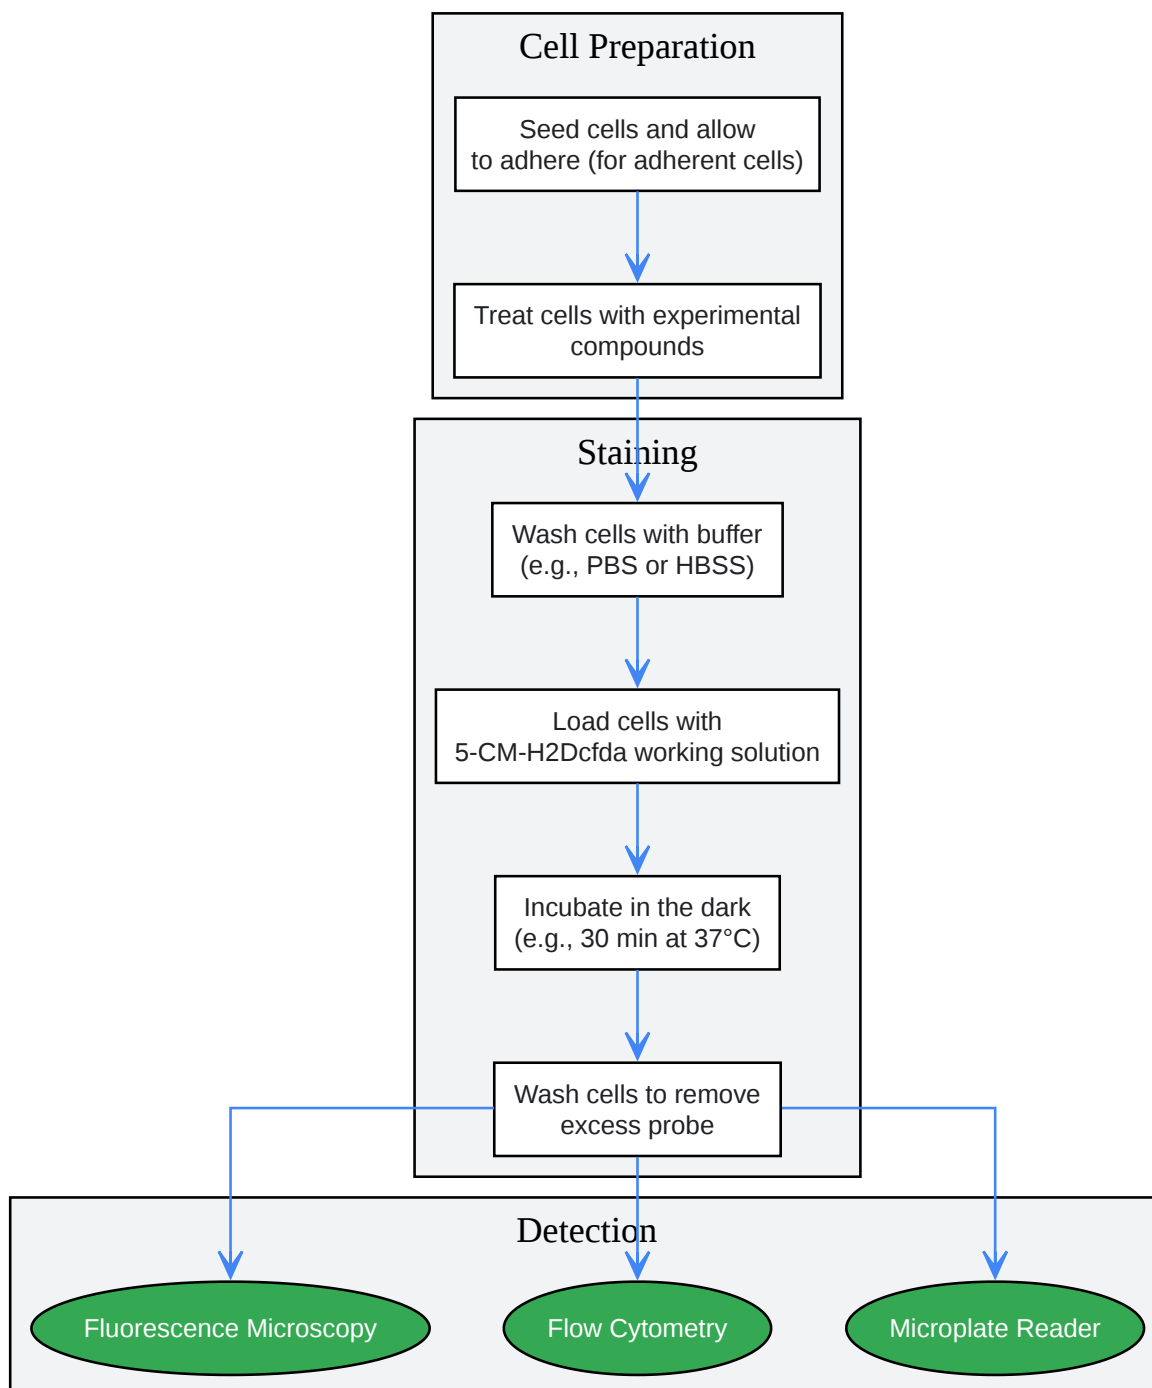 Cell Preparation
Seed cells and allow
to adhere (for adherent cells)
Treat cells with experimental
compounds
Staining
Wash cells with buffer
(e.g., PBS or HBSS)
Load cells with
5-CM-H2Dcfda working solution
Incubate in the dark
(e.g., 30 min at 37°C)
Wash cells to remove
excess probe
Detection
Fluorescence Microscopy
Flow Cytometry
Microplate Reader